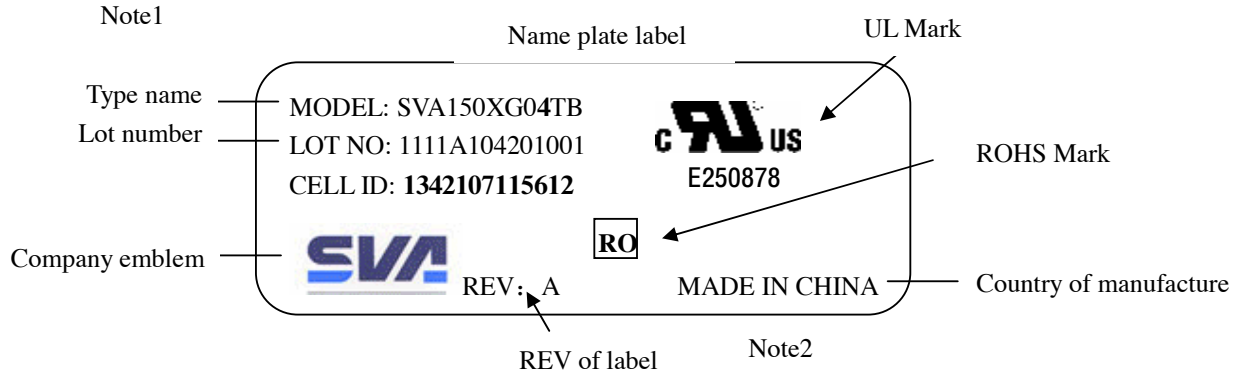 Note1
Name plate label
UL Mark
Type name
MODEL: SVA150XG04TB
Lot number
LOT NO: 1111A104201001
CELL ID: 1342107115612
C RU US
E250878
ROHS Mark
RO
Company emblem
SVA
REV：A
MADE IN CHINA
Country of manufacture
REV of label
Note2